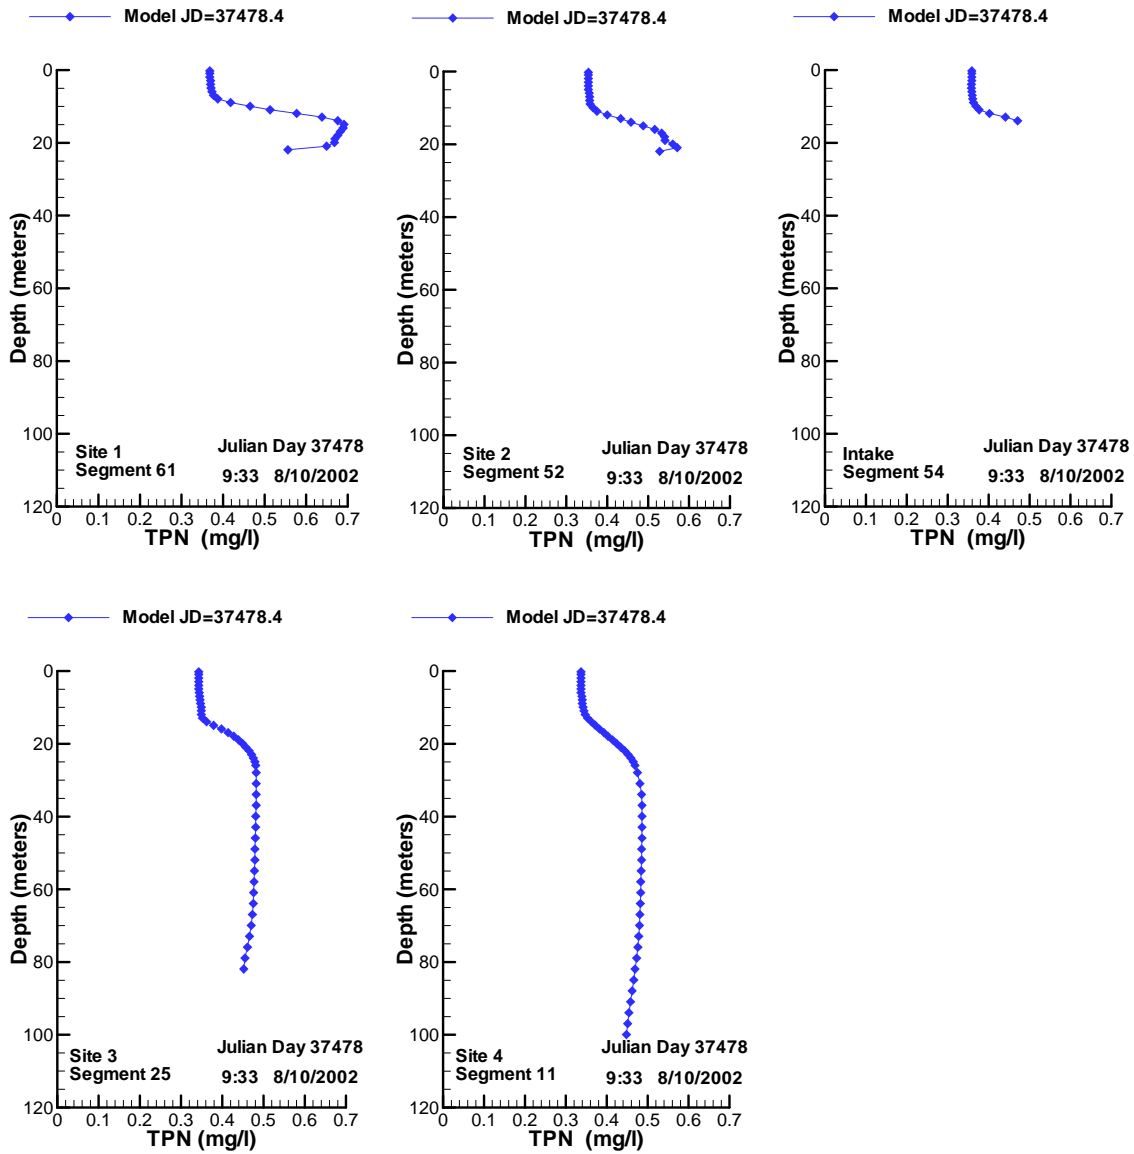 Model JD=37478.4
0
20
40
60
80
100
120
Depth (meters)
Site 1
Segment 61
Julian Day 37478
9:33 8/10/2002
0 0.1 0.2 0.3 0.4 0.5 0.6 0.7
TPN (mg/l)
Model JD=37478.4
0
20
40
60
80
100
120
Depth (meters)
Site 2
Segment 52
Julian Day 37478
9:33 8/10/2002
0 0.1 0.2 0.3 0.4 0.5 0.6 0.7
TPN (mg/l)
Model JD=37478.4
0
20
40
60
80
100
120
Depth (meters)
Intake
Segment 54
Julian Day 37478
9:33 8/10/2002
0 0.1 0.2 0.3 0.4 0.5 0.6 0.7
TPN (mg/l)
Model JD=37478.4
0
20
40
60
80
100
120
Depth (meters)
Site 3
Segment 25
Julian Day 37478
9:33 8/10/2002
0 0.1 0.2 0.3 0.4 0.5 0.6 0.7
TPN (mg/l)
Model JD=37478.4
0
20
40
60
80
100
120
Depth (meters)
Site 4
Segment 11
Julian Day 37478
9:33 8/10/2002
0 0.1 0.2 0.3 0.4 0.5 0.6 0.7
TPN (mg/l)